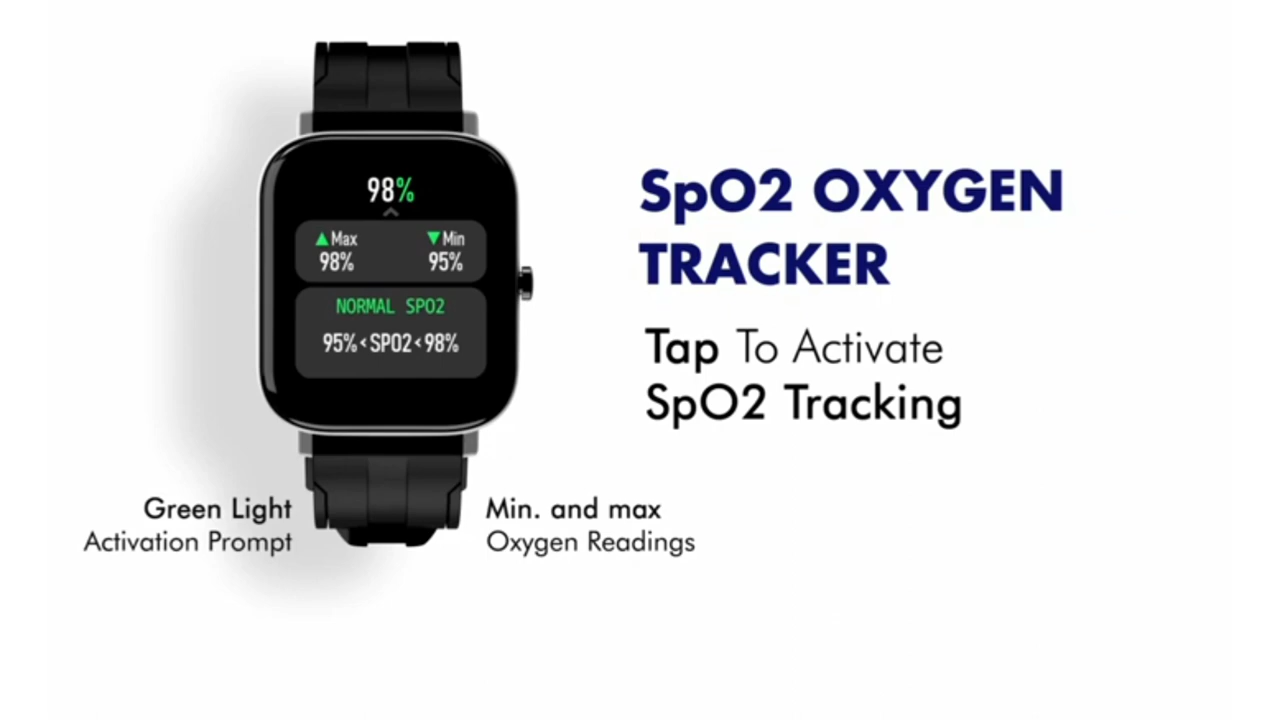 98%
▲Max ▼Min
98% 95%
NORMAL SPO2
95%<SPO2<98%
SpO2 OXYGEN
TRACKER
Tap To Activate
SpO2 Tracking
Green Light
Activation Prompt
Min. and max
Oxygen Readings